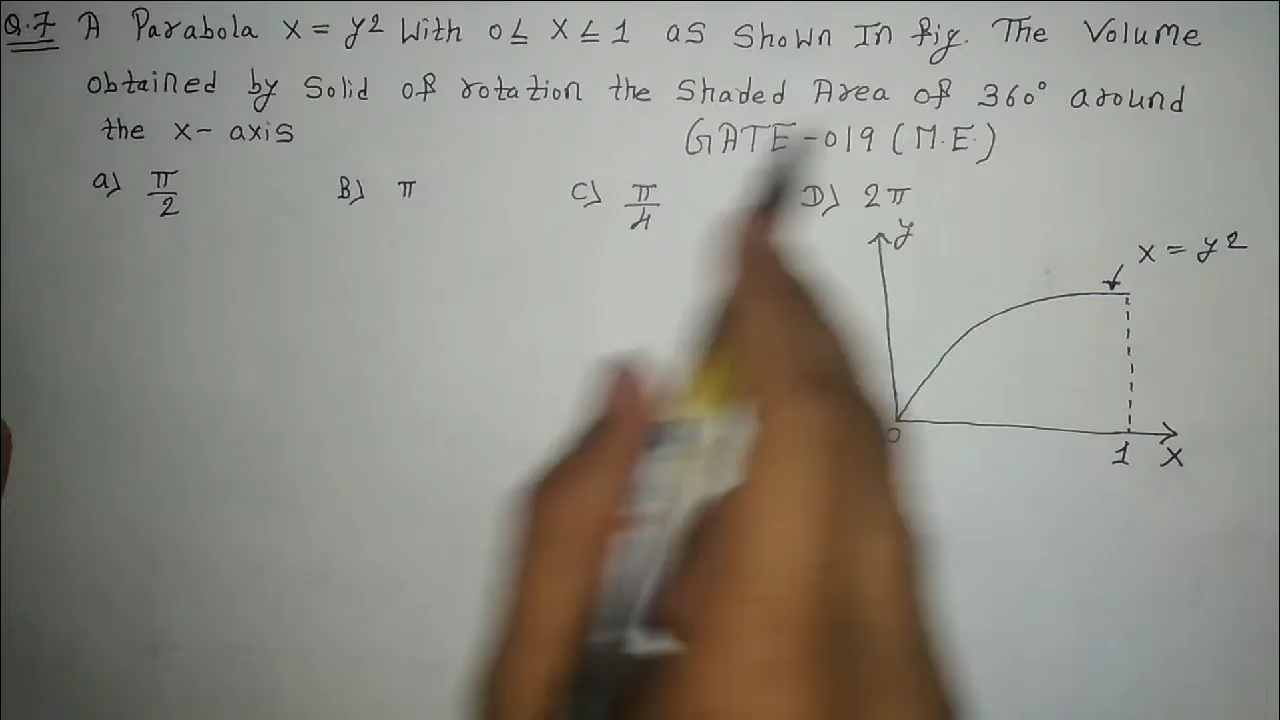 Q.7 A Parabola x = y2 With 0≤ x ≤ 1 as Shown In fig. The Volume
obtained by Solid of rotation the Shaded Area of 360° around
the x- axis
GATE-019 (M.E.)
a) π/2 B) π C) π/4 D) 2π
y
x = y2
0
1 x